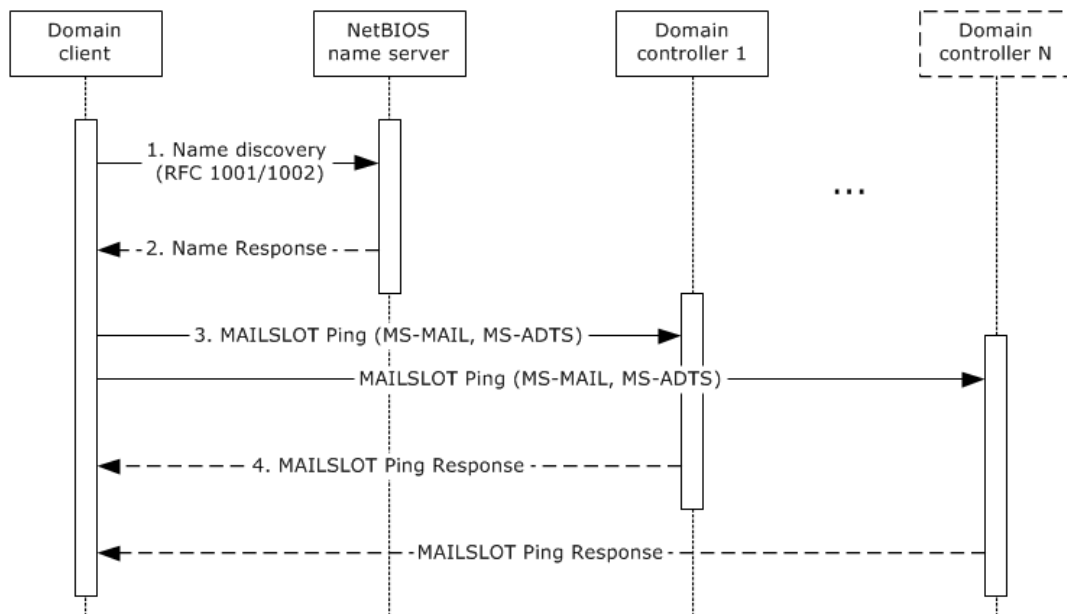 Domain
client
NetBIOS
name server
Domain
controller 1
Domain
controller N
1. Name discovery
(RFC 1001/1002)
...
2. Name Response
3. MAILSLOT Ping (MS-MAIL, MS-ADTS)
MAILSLOT Ping (MS-MAIL, MS-ADTS)
4. MAILSLOT Ping Response
MAILSLOT Ping Response